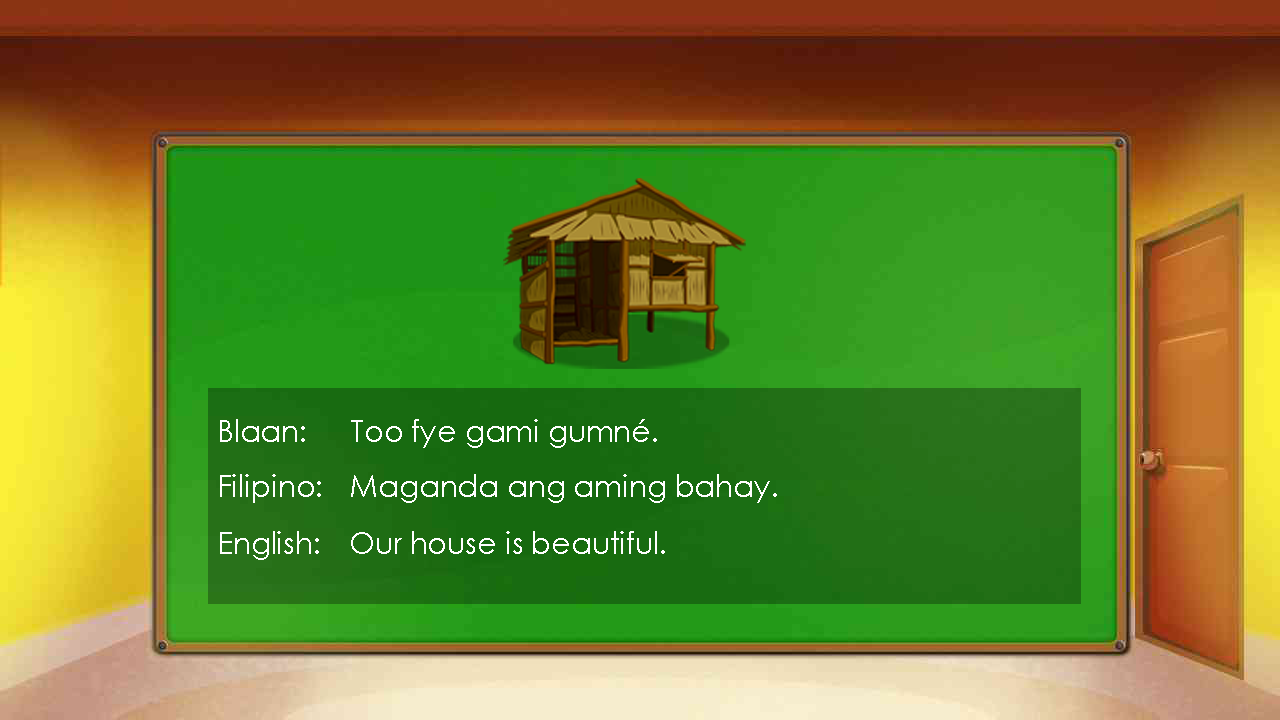 Blaan: Too fye gami gumné.
Filipino: Maganda ang aming bahay.
English: Our house is beautiful.